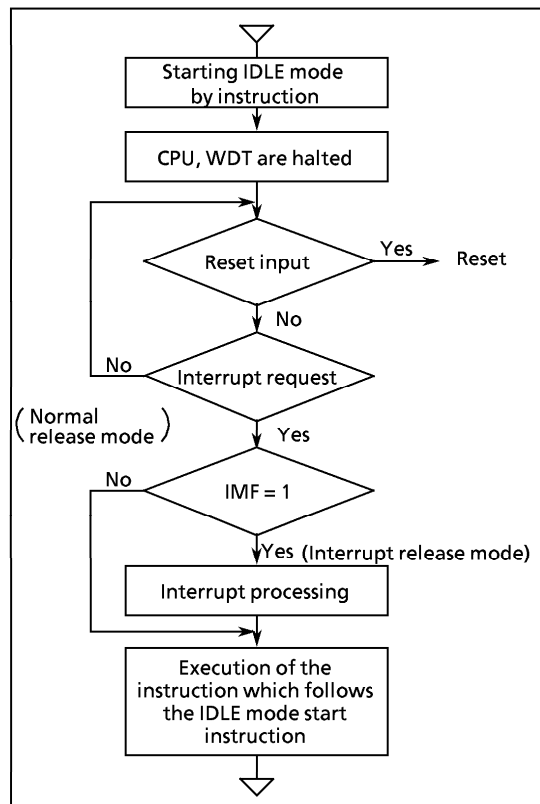 Starting IDLE mode
by instruction
CPU, WDT are halted
Reset input
Yes
Reset
No
Interrupt request
No
(Normal
release mode)
Yes
IMF = 1
No
Yes (Interrupt release mode)
Interrupt processing
Execution of the
instruction which follows
the IDLE mode start
instruction